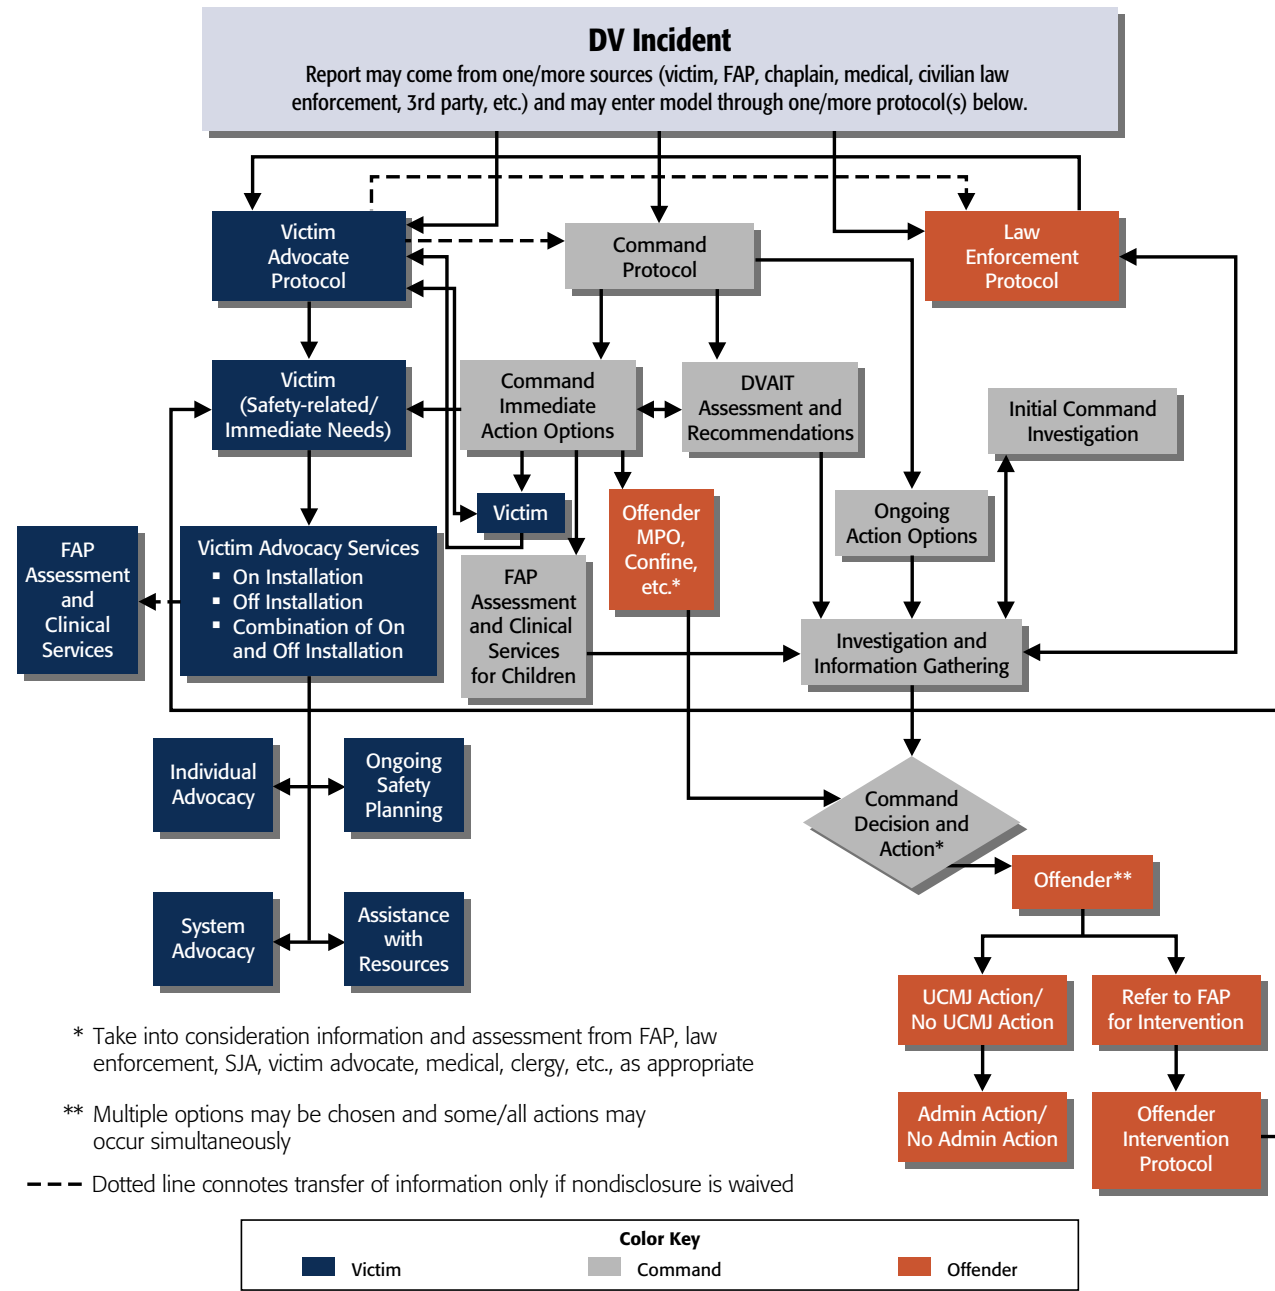 DV Incident
Report may come from one/more sources (victim, FAP, chaplain, medical, civilian law
enforcement, 3rd party, etc.) and may enter model through one/more protocol(s) below.
Victim
Advocate
Protocol
Command
Protocol
Law
Enforcement
Protocol
Victim
(Safety-related/
Immediate Needs)
Command
Immediate
Action Options
DVAIT
Assessment and
Recommendations
Initial Command
Investigation
Victim
Offender
MPO,
Confine,
etc.*
Ongoing
Action Options
FAP
Assessment
and
Clinical
Services
Victim Advocacy Services
▪ On Installation
▪ Off Installation
▪ Combination of On
and Off Installation
FAP
Assessment
and Clinical
Services
for Children
Investigation and
Information Gathering
Individual
Advocacy
Ongoing
Safety
Planning
Command
Decision and
Action*
Offender**
System
Advocacy
Assistance
with
Resources
UCMJ Action/
No UCMJ Action
Refer to FAP
for Intervention
Admin Action/
No Admin Action
Offender
Intervention
Protocol
* Take into consideration information and assessment from FAP, law
enforcement, SJA, victim advocate, medical, clergy, etc., as appropriate
** Multiple options may be chosen and some/all actions may
occur simultaneously
Dotted line connotes transfer of information only if nondisclosure is waived
Color Key
Victim
Command
Offender